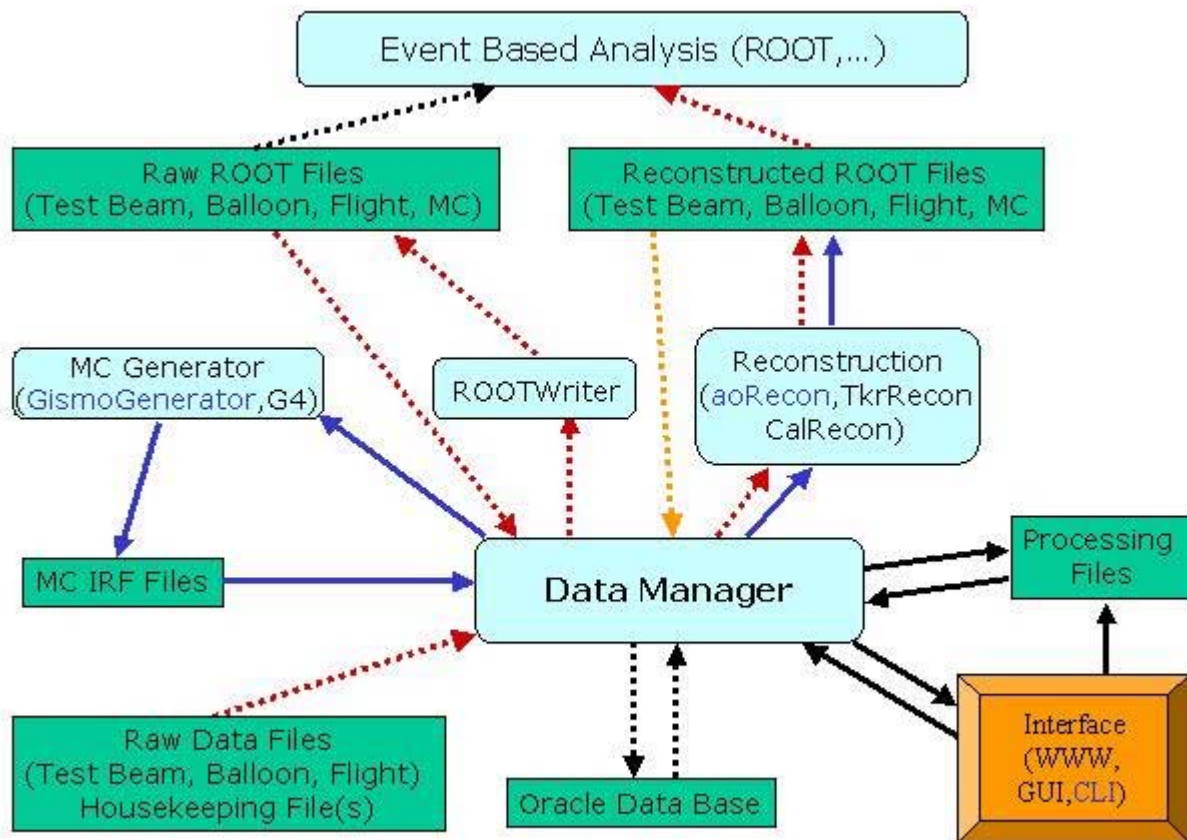 Event Based Analysis (ROOT,...)
Raw ROOT Files
(Test Beam, Balloon, Flight, MC)
Reconstructed ROOT Files
(Test Beam, Balloon, Flight, MC
MC Generator
(GismoGenerator,G4)
ROOTWriter
Reconstruction
(aoRecon,TkrRecon
CalRecon)
MC IRF Files
Data Manager
Processing
Files
Raw Data Files
(Test Beam, Balloon, Flight)
Housekeeping File(s)
Oracle Data Base
Interface
(WWW,
GUI,CLI)